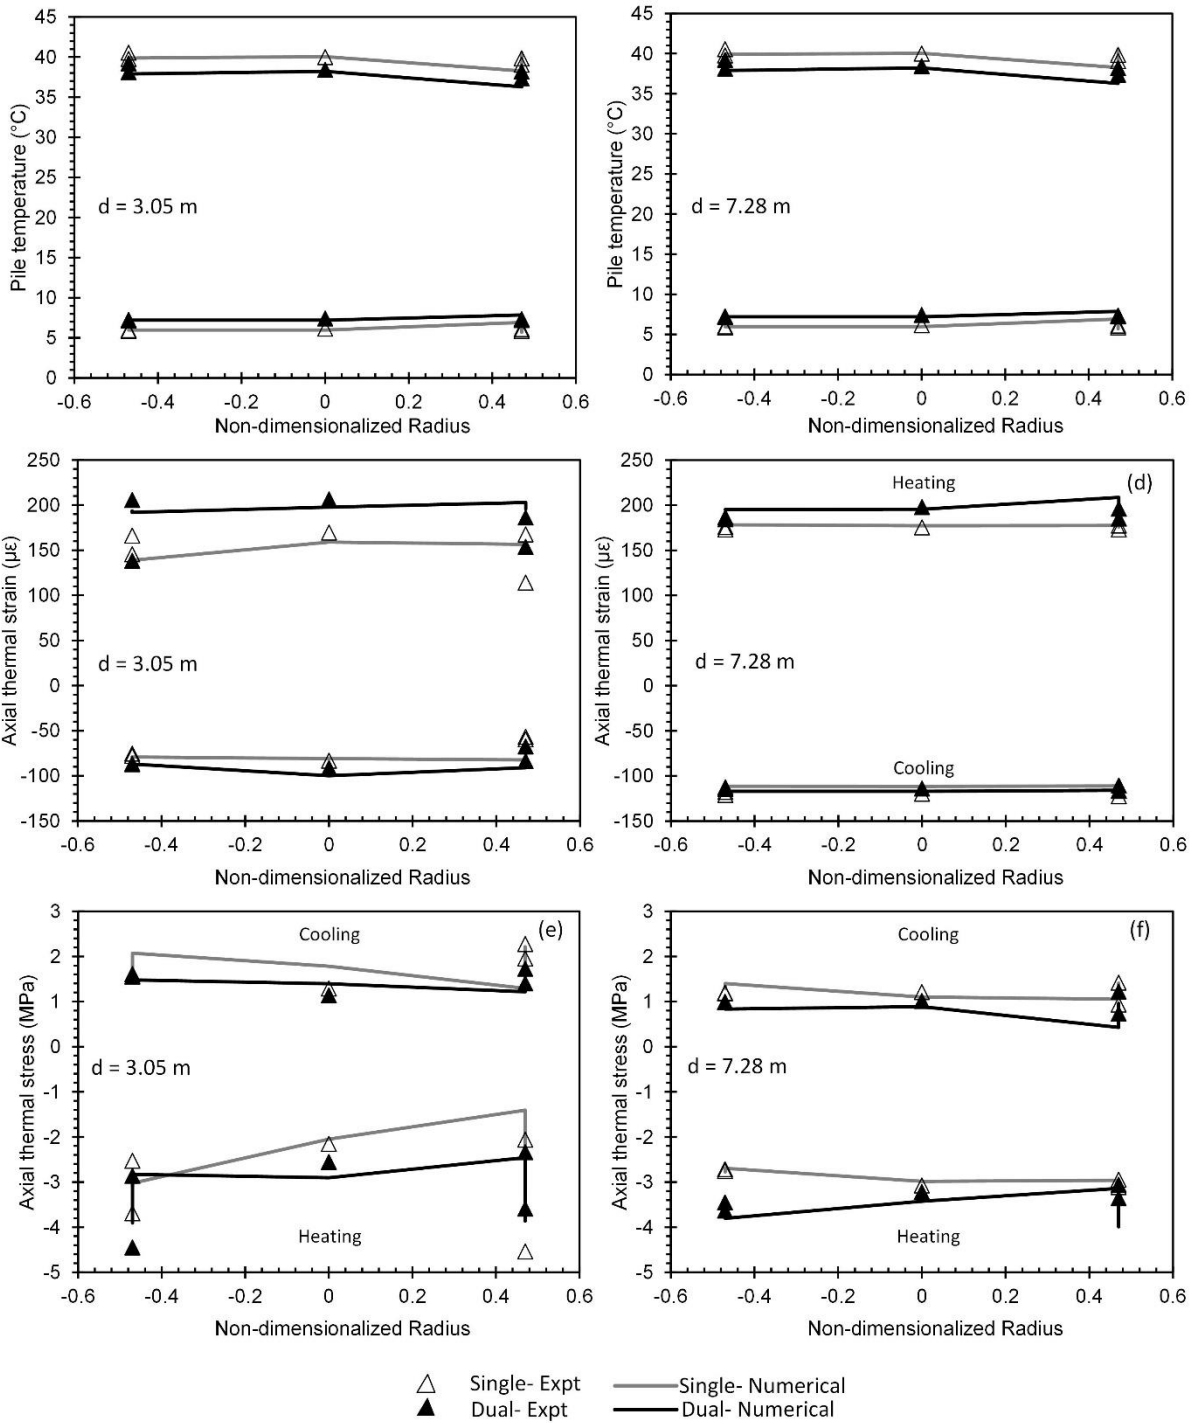 45
40
35
30
25
20
15
10
5
0
Pile temperature (°C)
d = 3.05 m
-0.6 -0.4 -0.2 0 0.2 0.4 0.6
Non-dimensionalized Radius
45
40
35
30
25
20
15
10
5
0
Pile temperature (°C)
d = 7.28 m
-0.6 -0.4 -0.2 0 0.2 0.4 0.6
Non-dimensionalized Radius
250
200
150
100
50
0
-50
-100
-150
Axial thermal strain (με)
d = 3.05 m
-0.6 -0.4 -0.2 0 0.2 0.4 0.6
Non-dimensionalized Radius
250
200
150
100
50
0
-50
-100
-150
Axial thermal strain (με)
Heating
(d)
d = 7.28 m
Cooling
-0.6 -0.4 -0.2 0 0.2 0.4 0.6
Non-dimensionalized Radius
3
2
1
0
-1
-2
-3
-4
-5
Axial thermal stress (MPa)
Cooling
(e)
d = 3.05 m
Heating
-0.6 -0.4 -0.2 0 0.2 0.4 0.6
Non-dimensionalized Radius
3
2
1
0
-1
-2
-3
-4
-5
Axial thermal stress (MPa)
Cooling
(f)
d = 7.28 m
Heating
-0.6 -0.4 -0.2 0 0.2 0.4 0.6
Non-dimensionalized Radius
Single- Expt Single- Numerical
Dual- Expt Dual- Numerical